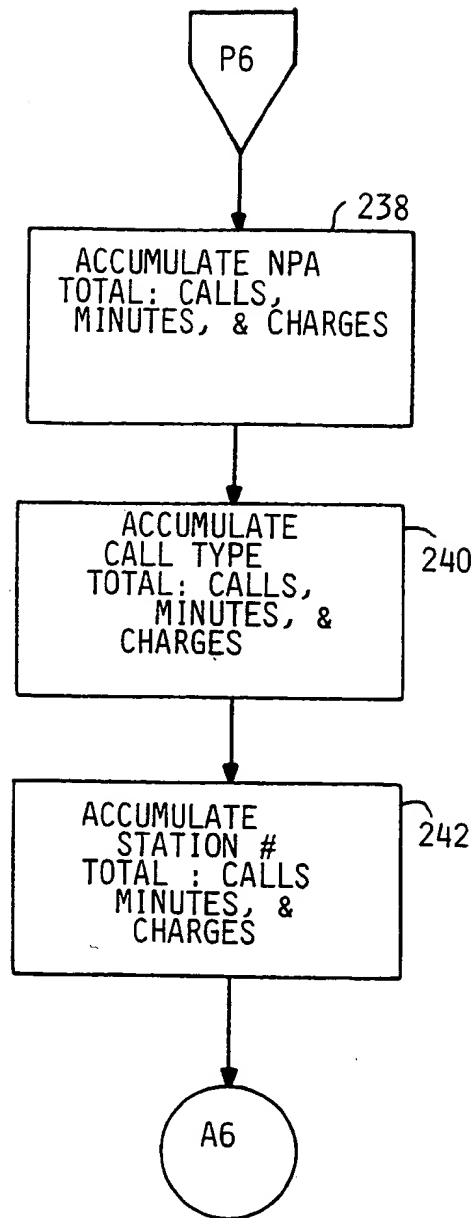 P6
238
ACCUMULATE NPA
TOTAL: CALLS,
MINUTES, & CHARGES
ACCUMULATE
CALL TYPE
TOTAL: CALLS,
MINUTES, &
CHARGES
240
ACCUMULATE
STATION #
TOTAL : CALLS
MINUTES, &
CHARGES
242
A6